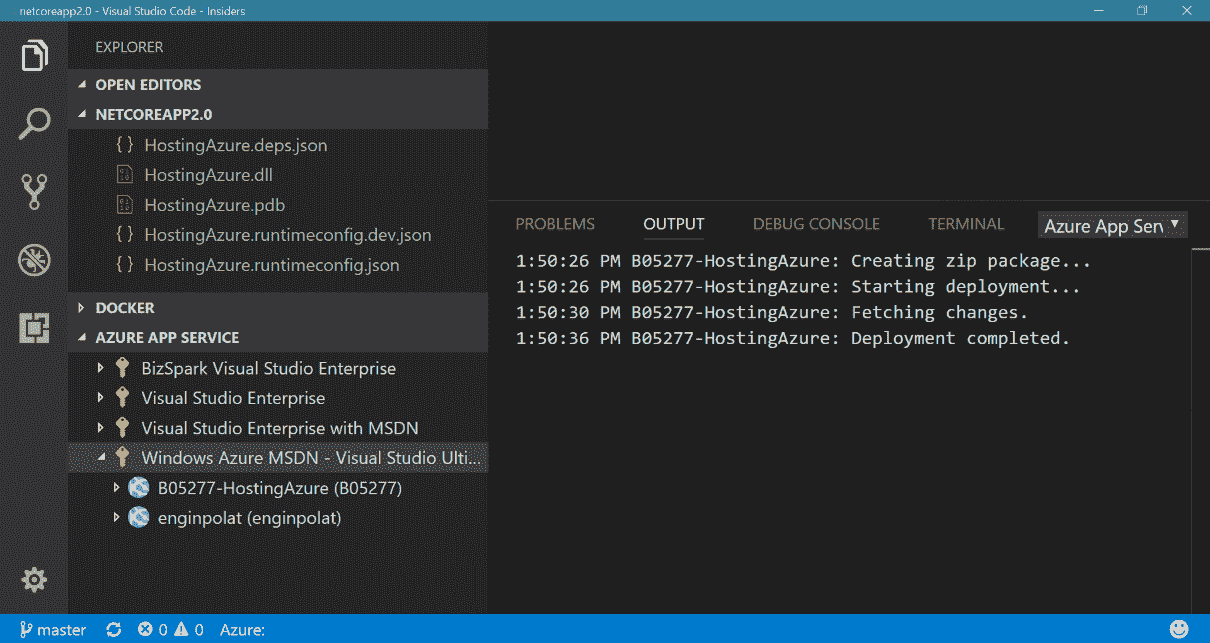 netcoreapp2.0 - Visual Studio Code - Insiders
EXPLORER
OPEN EDITORS
NETCOREAPP2.0
{ } HostingAzure.deps.json
HostingAzure.dll
HostingAzure.pdb
{ } HostingAzure.runtimeconfig.dev.json
{ } HostingAzure.runtimeconfig.json
DOCKER
AZURE APP SERVICE
BizSpark Visual Studio Enterprise
Visual Studio Enterprise
Visual Studio Enterprise with MSDN
Windows Azure MSDN - Visual Studio Ulti...
B05277-HostingAzure (B05277)
enginpolat (enginpolat)
PROBLEMS OUTPUT DEBUG CONSOLE TERMINAL Azure App Serv
1:50:26 PM B05277-HostingAzure: Creating zip package...
1:50:26 PM B05277-HostingAzure: Starting deployment...
1:50:30 PM B05277-HostingAzure: Fetching changes.
1:50:36 PM B05277-HostingAzure: Deployment completed.
master 0 0 Azure: